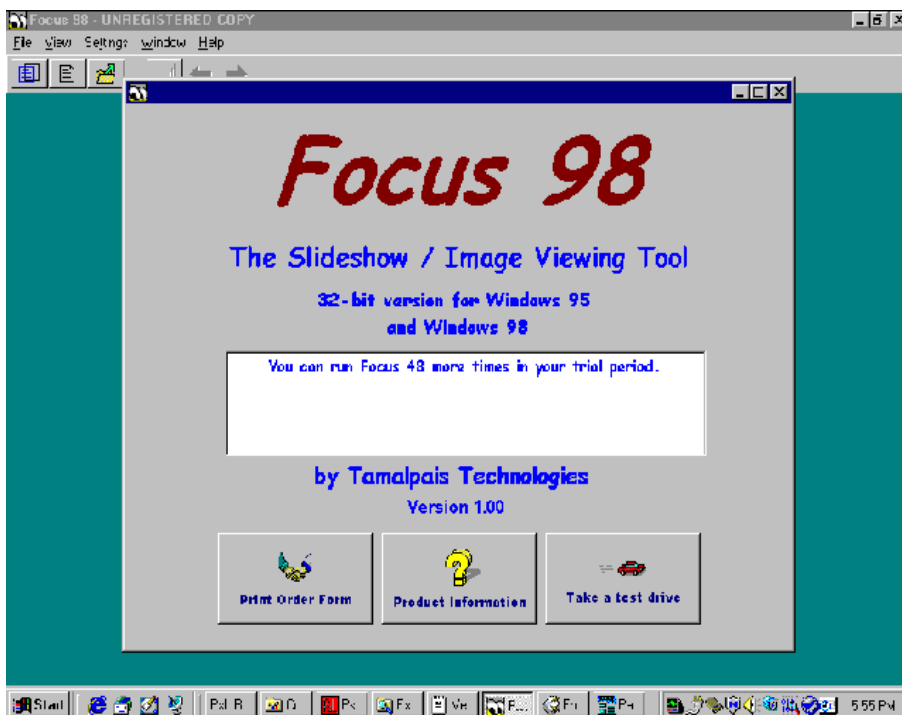 Focus 98 - UNREGISTERED COPY
File View Settings Window Help
Focus 98
The Slideshow / Image Viewing Tool
32-bit version for Windows 95
and Windows 98
You can run Focus 48 more times in your trial period.
by Tamalpais Technologies
Version 1.00
Print Order Form
Product Information
Take a test drive
Start
5:55 PM